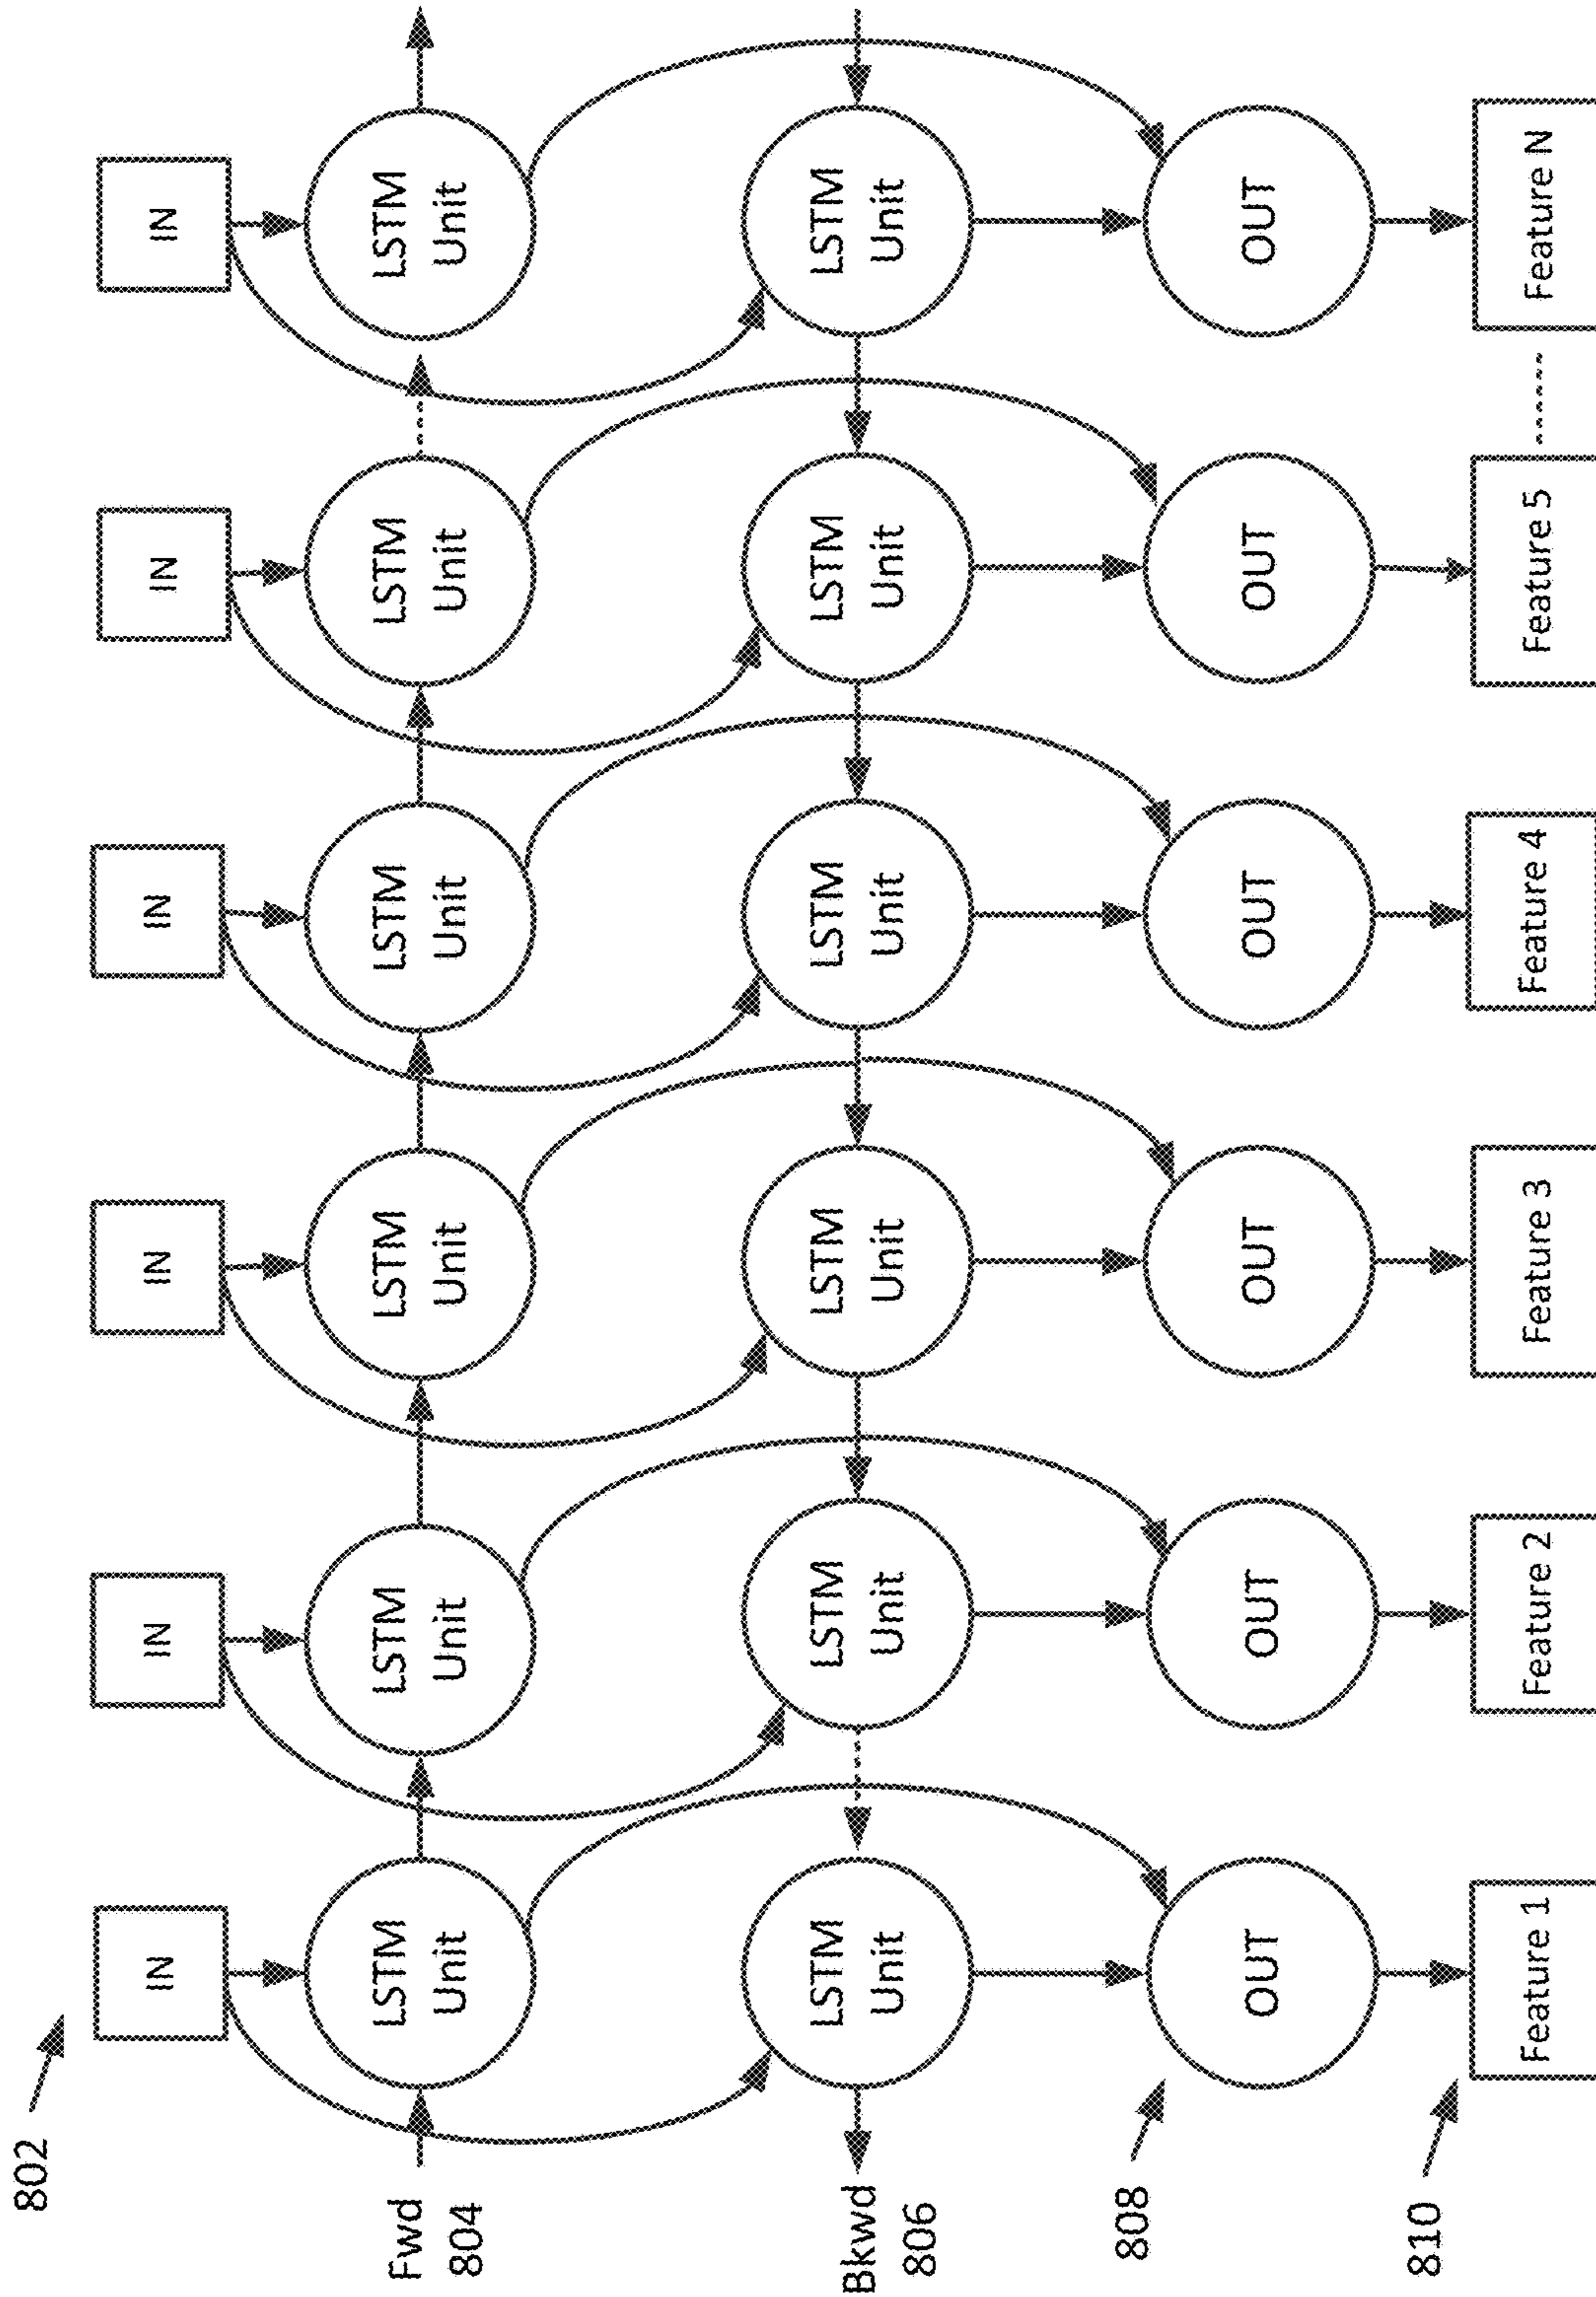 802
IN
IN
IN
IN
IN
IN
Fwd
804
LSTM
Unit
LSTM
Unit
LSTM
Unit
LSTM
Unit
LSTM
Unit
LSTM
Unit
Bkwd
806
LSTM
Unit
LSTM
Unit
LSTM
Unit
LSTM
Unit
LSTM
Unit
LSTM
Unit
808
OUT
OUT
OUT
OUT
OUT
OUT
810
Feature 1
Feature 2
Feature 3
Feature 4
Feature 5
Feature N